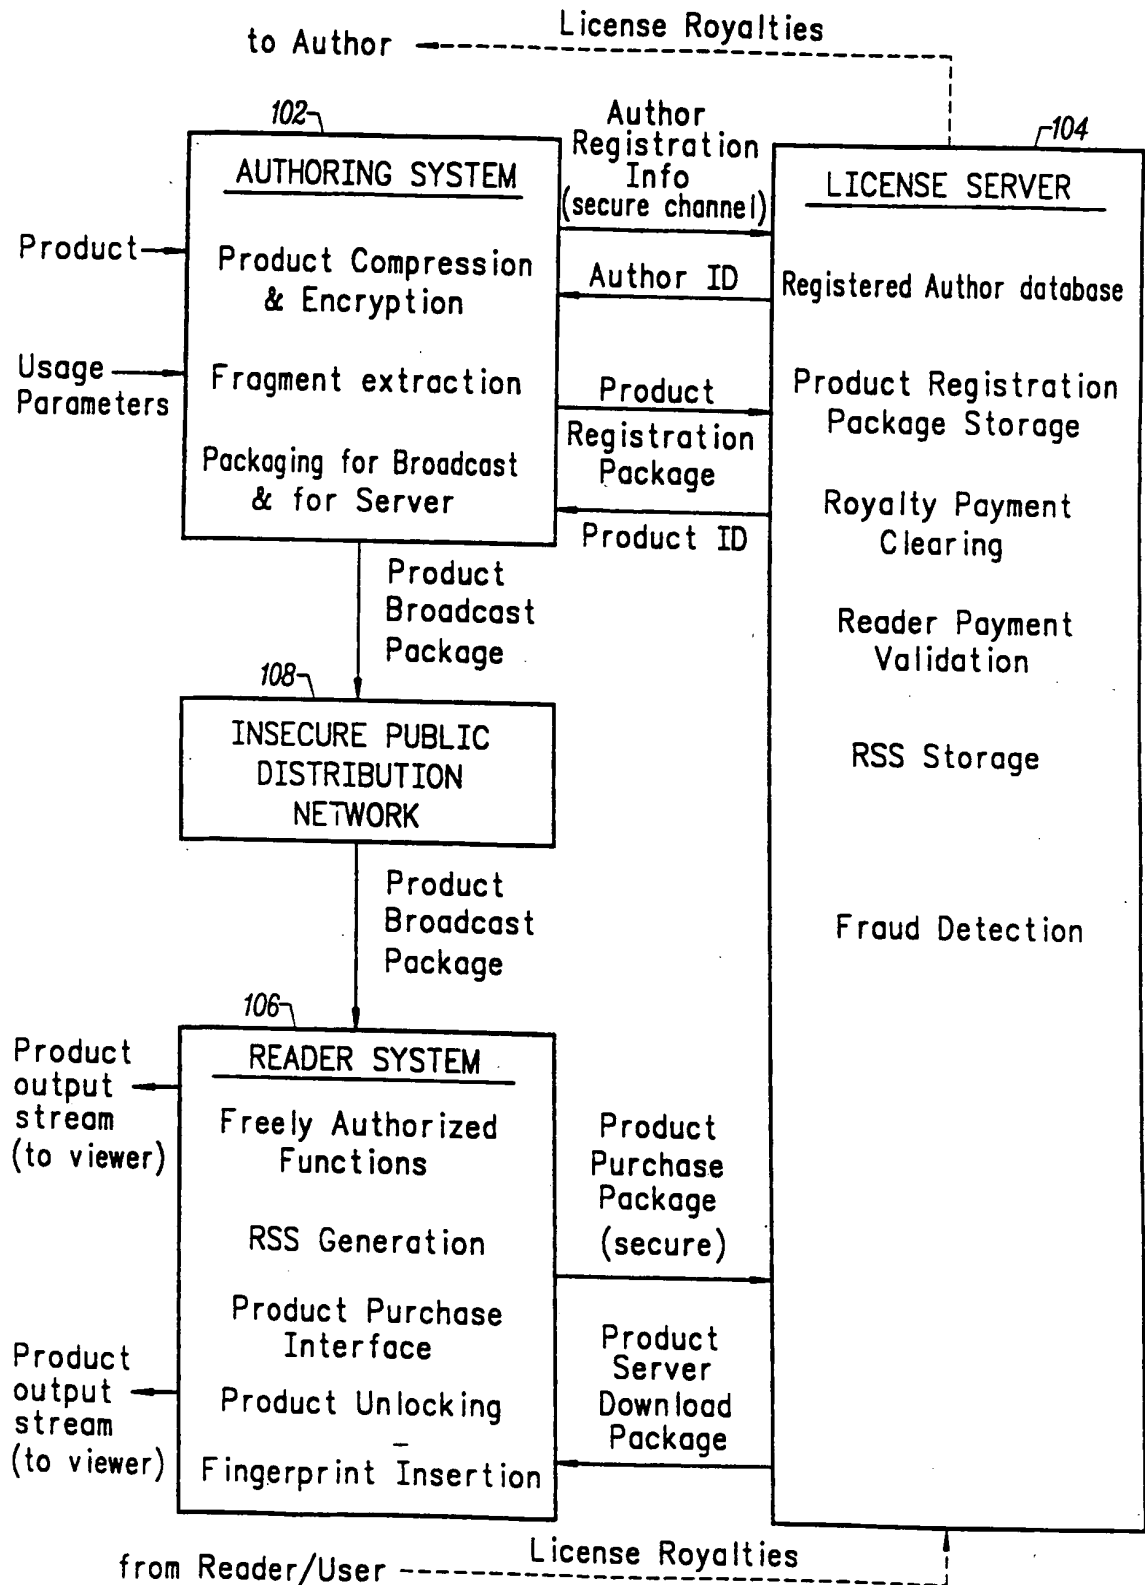 License Royalties
to Author
102
AUTHORING SYSTEM
Product Compression
& Encryption
Fragment extraction
Packaging for Broadcast
& for Server
Product
Usage
Parameters
Author
Registration
Info
(secure channel)
Author ID
Product
Registration
Package
Product ID
104
LICENSE SERVER
Registered Author database
Product Registration
Package Storage
Royalty Payment
Clearing
Reader Payment
Validation
RSS Storage
Fraud Detection
Product
Broadcast
Package
108
INSECURE PUBLIC
DISTRIBUTION
NETWORK
Product
Broadcast
Package
106
READER SYSTEM
Freely Authorized
Functions
RSS Generation
Product Purchase
Interface
Product Unlocking
Fingerprint Insertion
Product
output
stream
(to viewer)
Product
output
stream
(to viewer)
Product
Purchase
Package
(secure)
Product
Server
Download
Package
License Royalties
from Reader/User